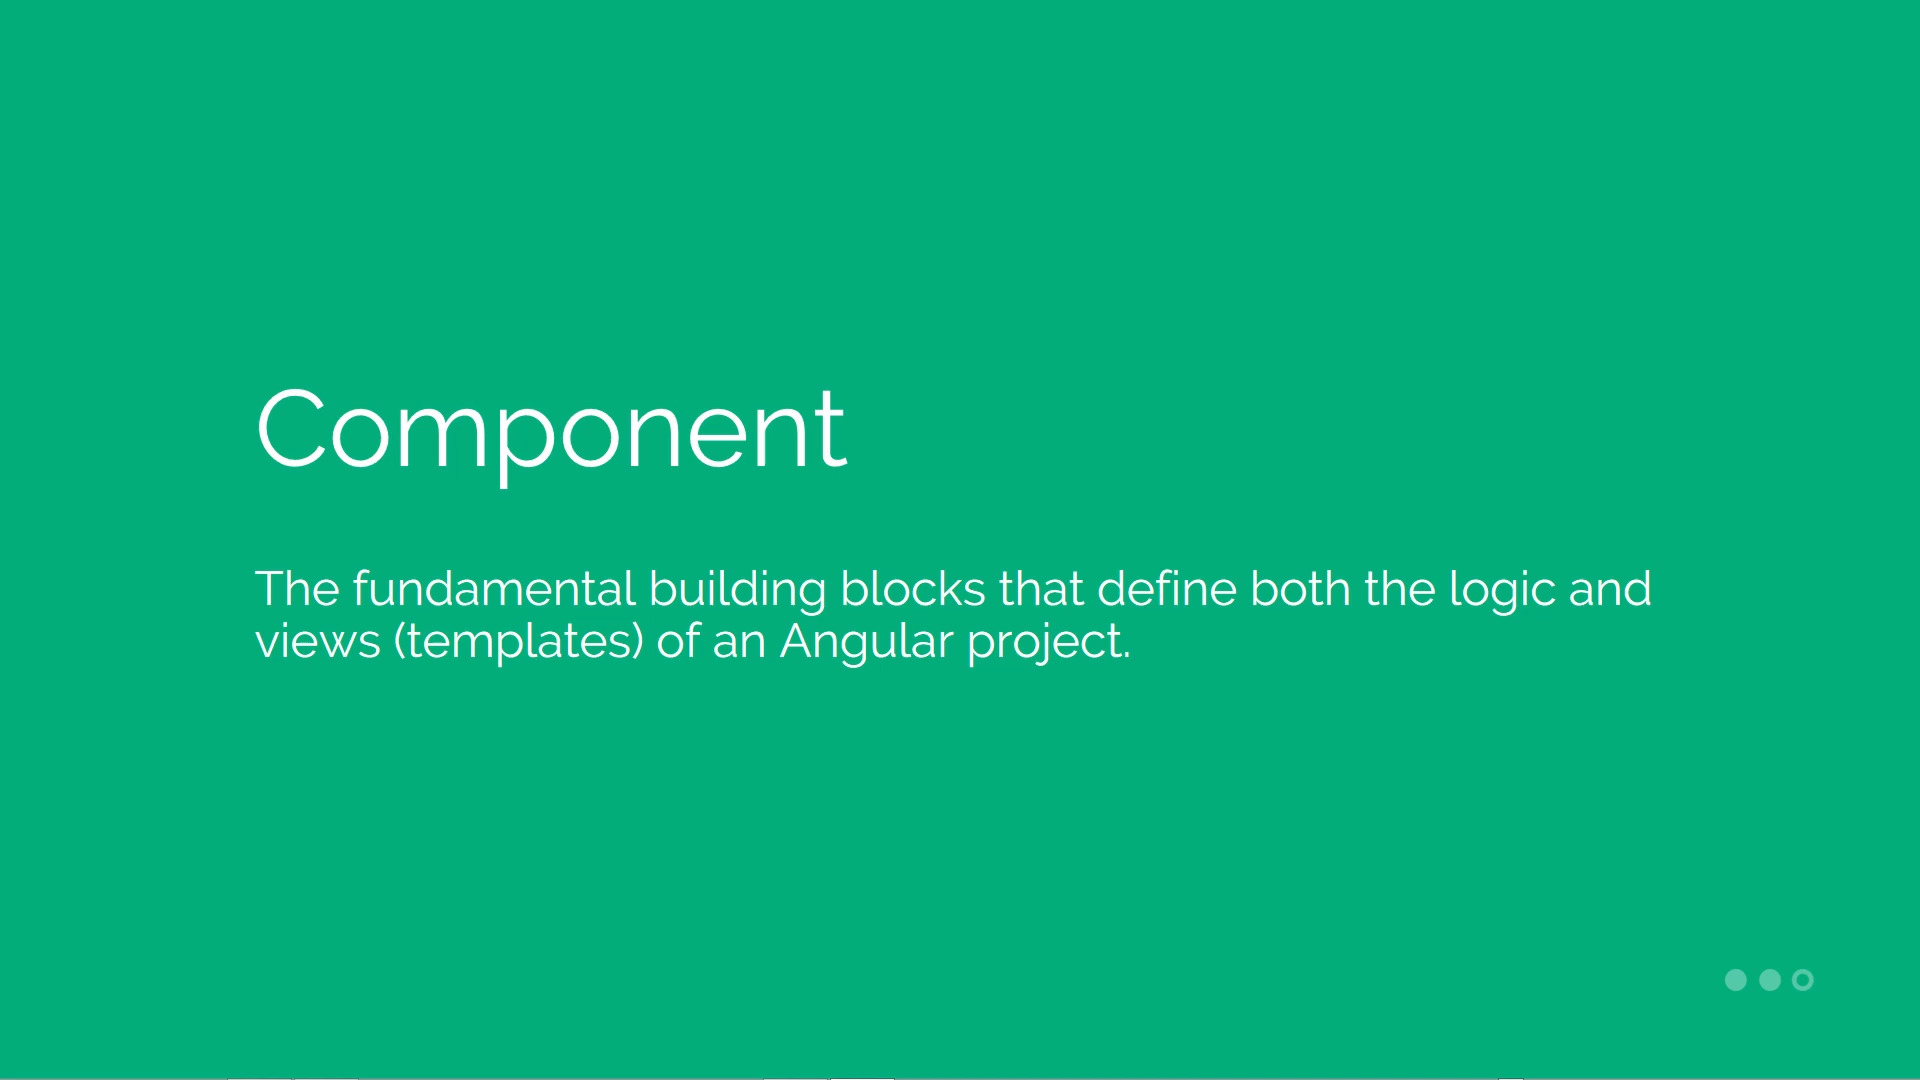 Component
The fundamental building blocks that define both the logic and
views (templates) of an Angular project.